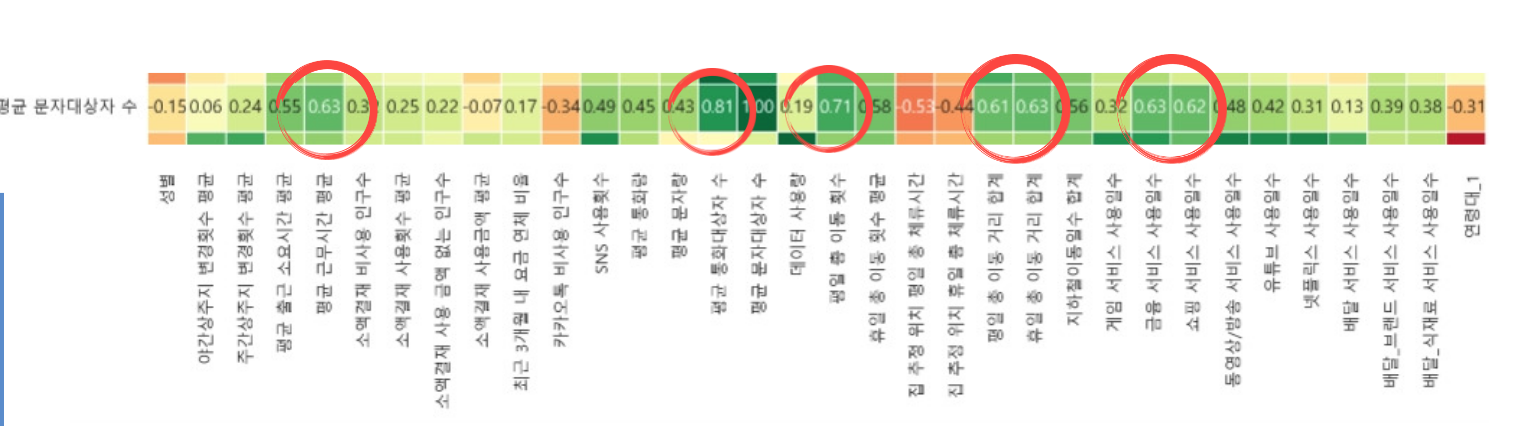 평균 문자대상자 수
-0.15 0.06 0.24 0.55 0.63 0.32 0.25 0.22 -0.07 0.17 -0.34 0.49 0.45 0.43 0.81 1.00 0.19 0.71 0.58 -0.53 -0.44 0.61 0.63 0.56 0.32 0.63 0.62 0.48 0.42 0.31 0.13 0.39 0.38 -0.31
성별
야간상주지 변경횟수 평균
주간상주지 변경횟수 평균
평균 출근 소요시간 평균
평균 근무시간 평균
소액결재 비사용 인구수
소액결재 사용횟수 평균
소액결재 사용 금액 없는 인구수
소액결재 사용금액 평균
최근 3개월 내 요금 연체 비율
카카오톡 비사용 인구수
SNS 사용횟수
평균 통화량
평균 문자량
평균 통화대상자 수
평균 문자대상자 수
데이터 사용량
평일 총 이동 횟수
휴일 총 이동 횟수 평균
집 추정 위치 평일 총 체류시간
집 추정 위치 휴일 총 체류시간
평일 총 이동 거리 합계
휴일 총 이동 거리 합계
지하철이동일수 합계
게임 서비스 사용일수
금융 서비스 사용일수
쇼핑 서비스 사용일수
동영상/방송 서비스 사용일수
유튜브 사용일수
넷플릭스 사용일수
배달 서비스 사용일수
배달_브랜드 서비스 사용일수
배달_식재료 서비스 사용일수
연령대_1